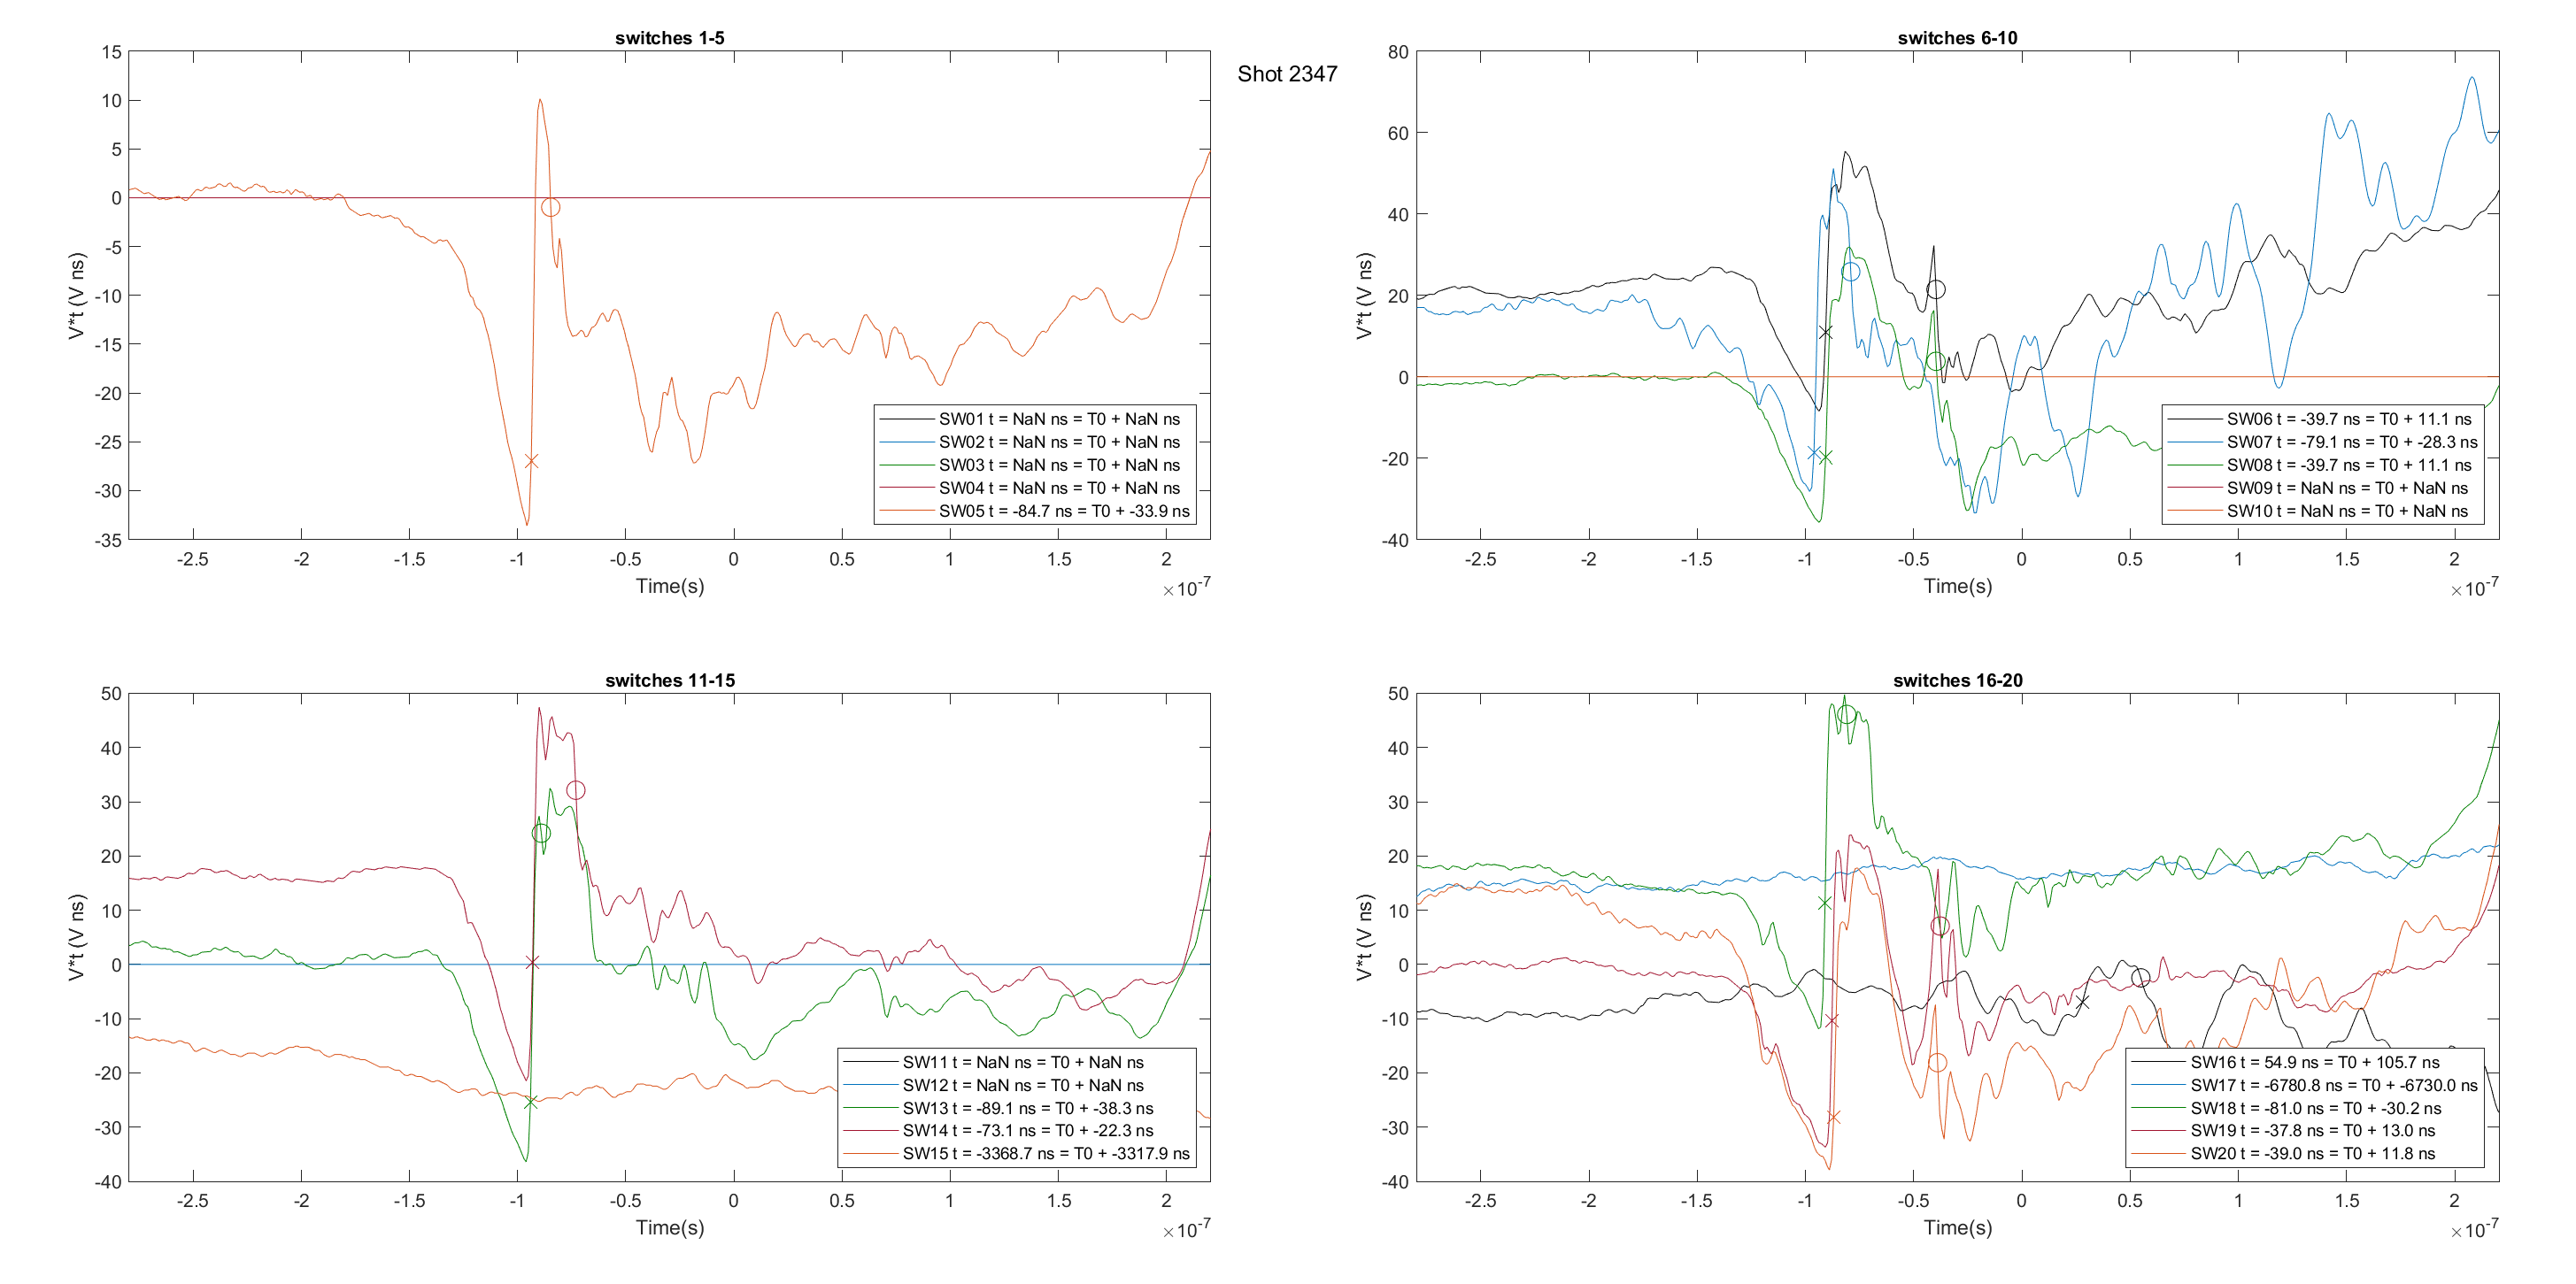 Shot 2347
switches 1-5
15
10
5
0
-5
-10
-15
-20
-25
-30
-35
V*t (V ns)
-2.5 -2 -1.5 -1 -0.5 0 0.5 1 1.5 2
Time(s)
×10-7
SW01 t = NaN ns = T0 + NaN ns
SW02 t = NaN ns = T0 + NaN ns
SW03 t = NaN ns = T0 + NaN ns
SW04 t = NaN ns = T0 + NaN ns
SW05 t = -84.7 ns = T0 + -33.9 ns
switches 6-10
80
60
40
20
0
-20
-40
V*t (V ns)
-2.5 -2 -1.5 -1 -0.5 0 0.5 1 1.5 2
Time(s)
×10-7
SW06 t = -39.7 ns = T0 + 11.1 ns
SW07 t = -79.1 ns = T0 + -28.3 ns
SW08 t = -39.7 ns = T0 + 11.1 ns
SW09 t = NaN ns = T0 + NaN ns
SW10 t = NaN ns = T0 + NaN ns
switches 11-15
50
40
30
20
10
0
-10
-20
-30
-40
V*t (V ns)
-2.5 -2 -1.5 -1 -0.5 0 0.5 1 1.5 2
Time(s)
×10-7
SW11 t = NaN ns = T0 + NaN ns
SW12 t = NaN ns = T0 + NaN ns
SW13 t = -89.1 ns = T0 + -38.3 ns
SW14 t = -73.1 ns = T0 + -22.3 ns
SW15 t = -3368.7 ns = T0 + -3317.9 ns
switches 16-20
50
40
30
20
10
0
-10
-20
-30
-40
V*t (V ns)
-2.5 -2 -1.5 -1 -0.5 0 0.5 1 1.5 2
Time(s)
×10-7
SW16 t = 54.9 ns = T0 + 105.7 ns
SW17 t = -6780.8 ns = T0 + -6730.0 ns
SW18 t = -81.0 ns = T0 + -30.2 ns
SW19 t = -37.8 ns = T0 + 13.0 ns
SW20 t = -39.0 ns = T0 + 11.8 ns